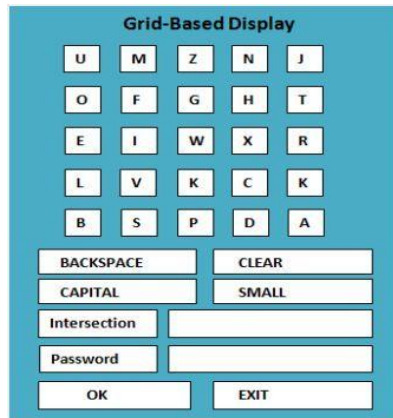 Grid-Based Display
U M Z N J
O F G H T
E I W X R
L V K C K
B S P D A
BACKSPACE CLEAR
CAPITAL SMALL
Intersection
Password
OK EXIT